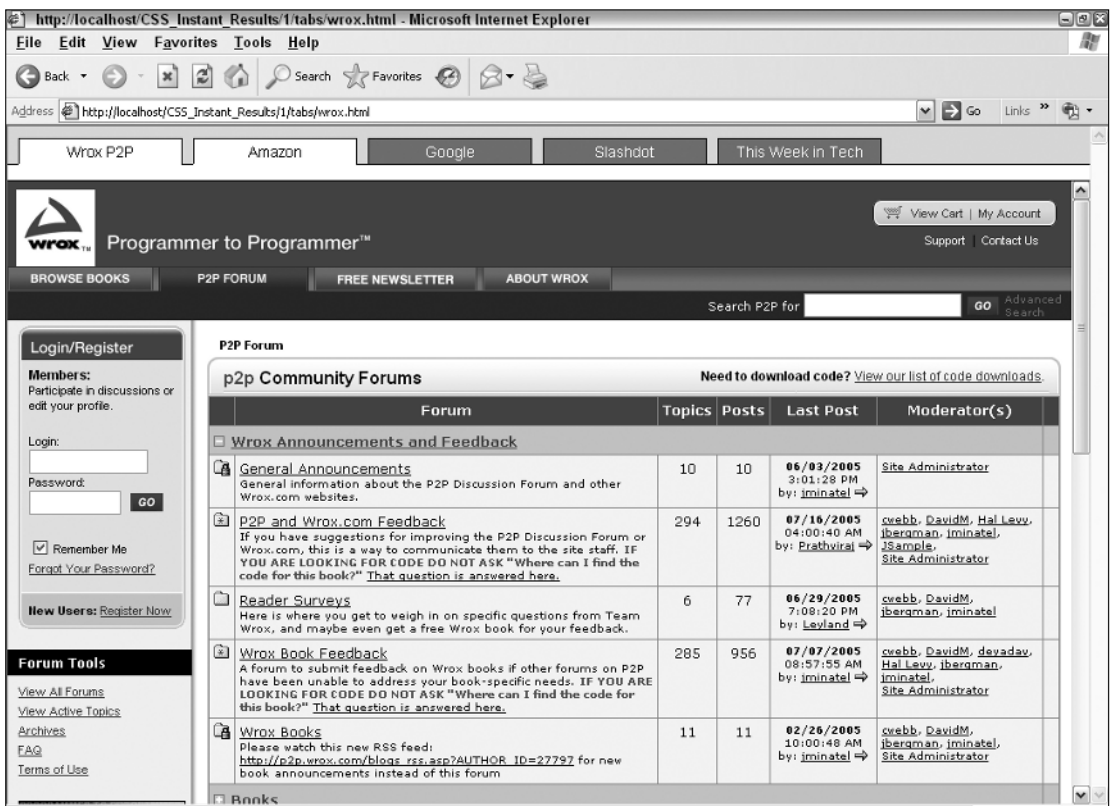 http://localhost/CSS_Instant_Results/1/tabs/wrox.html - Microsoft Internet Explorer
File Edit View Favorites Tools Help
Back Search Favorites
Address http://localhost/CSS_Instant_Results/1/tabs/wrox.html Go Links »
Wrox P2P Amazon Google Slashdot This Week in Tech
wrox™ Programmer to Programmer™
View Cart | My Account
Support Contact Us
BROWSE BOOKS P2P FORUM FREE NEWSLETTER ABOUT WROX
Search P2P for GO Advanced Search
Login/Register
Members:
Participate in discussions or
edit your profile.
Login:
Password:
GO
Remember Me
Forgot Your Password?
New Users: Register Now
Forum Tools
View All Forums
View Active Topics
Archives
FAQ
Terms of Use
P2P Forum
p2p Community Forums Need to download code? View our list of code downloads.
Forum Topics Posts Last Post Moderator(s)
Wrox Announcements and Feedback
General Announcements
General information about the P2P Discussion Forum and other
Wrox.com websites.
10 10
06/03/2005
3:01:28 PM
by: jminatel
Site Administrator
P2P and Wrox.com Feedback
If you have suggestions for improving the P2P Discussion Forum or
Wrox.com, this is a way to communicate them to the site staff. IF
YOU ARE LOOKING FOR CODE DO NOT ASK "Where can I find the
code for this book?" That question is answered here.
294 1260
07/16/2005
04:00:40 AM
by: Prathviraj
cwebb, DavidM, Hal Levy,
jbergman, jminatel,
JSample,
Site Administrator
Reader Surveys
Here is where you get to weigh in on specific questions from Team
Wrox, and maybe even get a free Wrox book for your feedback.
6 77
06/29/2005
7:08:20 PM
by: Leyland
cwebb, DavidM,
jbergman, jminatel
Wrox Book Feedback
A forum to submit feedback on Wrox books if other forums on P2P
have been unable to address your book-specific needs. IF YOU ARE
LOOKING FOR CODE DO NOT ASK "Where can I find the code for
this book?" That question is answered here.
285 956
07/07/2005
08:57:55 AM
by: jminatel
cwebb, DavidM, devaday,
Hal Levy, jbergman,
jminatel,
Site Administrator
Wrox Books
Please watch this new RSS feed:
http://p2p.wrox.com/blogs_rss.asp?AUTHOR_ID=27797 for new
book announcements instead of this forum
11 11
02/26/2005
10:00:48 AM
by: jminatel
cwebb, DavidM,
jbergman, jminatel,
Site Administrator
Books